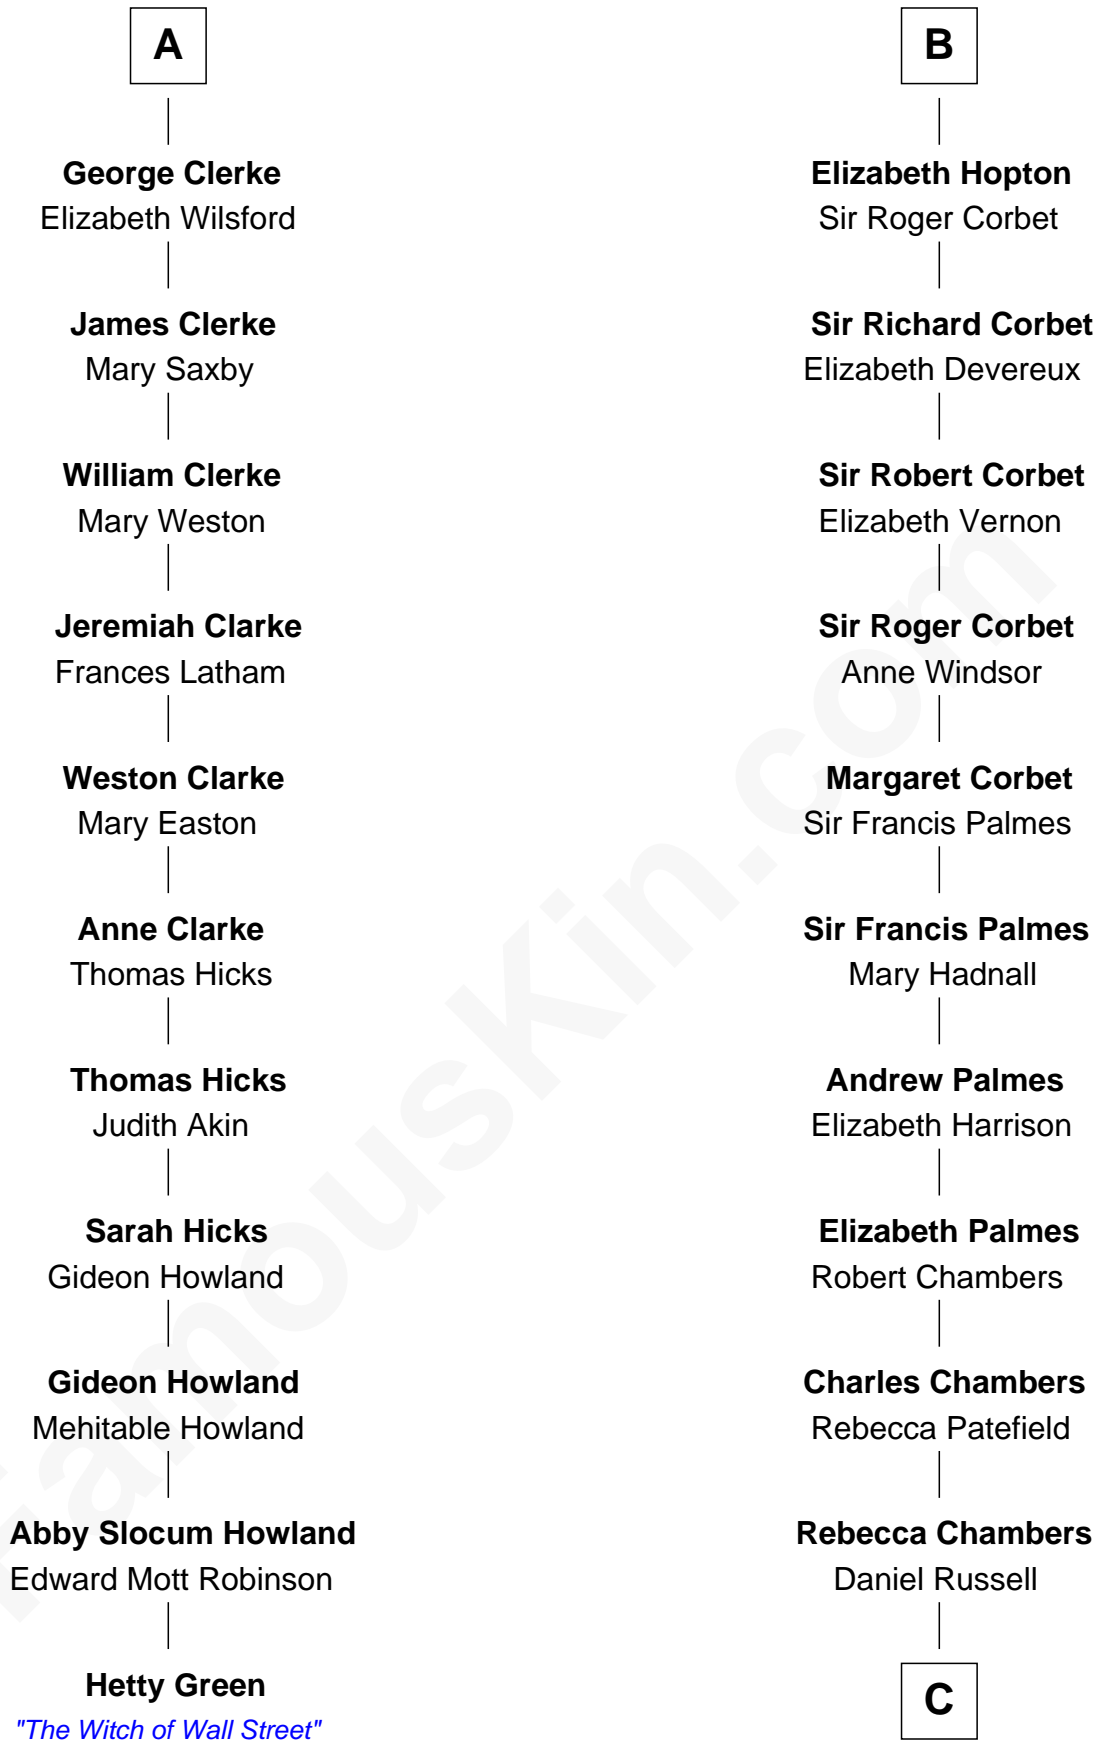 A
George Clerke
Elizabeth Wilsford
James Clerke
Mary Saxby
William Clerke
Mary Weston
Jeremiah Clarke
Frances Latham
Weston Clarke
Mary Easton
Anne Clarke
Thomas Hicks
Thomas Hicks
Judith Akin
Sarah Hicks
Gideon Howland
Gideon Howland
Mehitable Howland
Abby Slocum Howland
Edward Mott Robinson
Hetty Green
"The Witch of Wall Street"
B
Elizabeth Hopton
Sir Roger Corbet
Sir Richard Corbet
Elizabeth Devereux
Sir Robert Corbet
Elizabeth Vernon
Sir Roger Corbet
Anne Windsor
Margaret Corbet
Sir Francis Palmes
Sir Francis Palmes
Mary Hadnall
Andrew Palmes
Elizabeth Harrison
Elizabeth Palmes
Robert Chambers
Charles Chambers
Rebecca Patefield
Rebecca Chambers
Daniel Russell
C
FamousKin.com